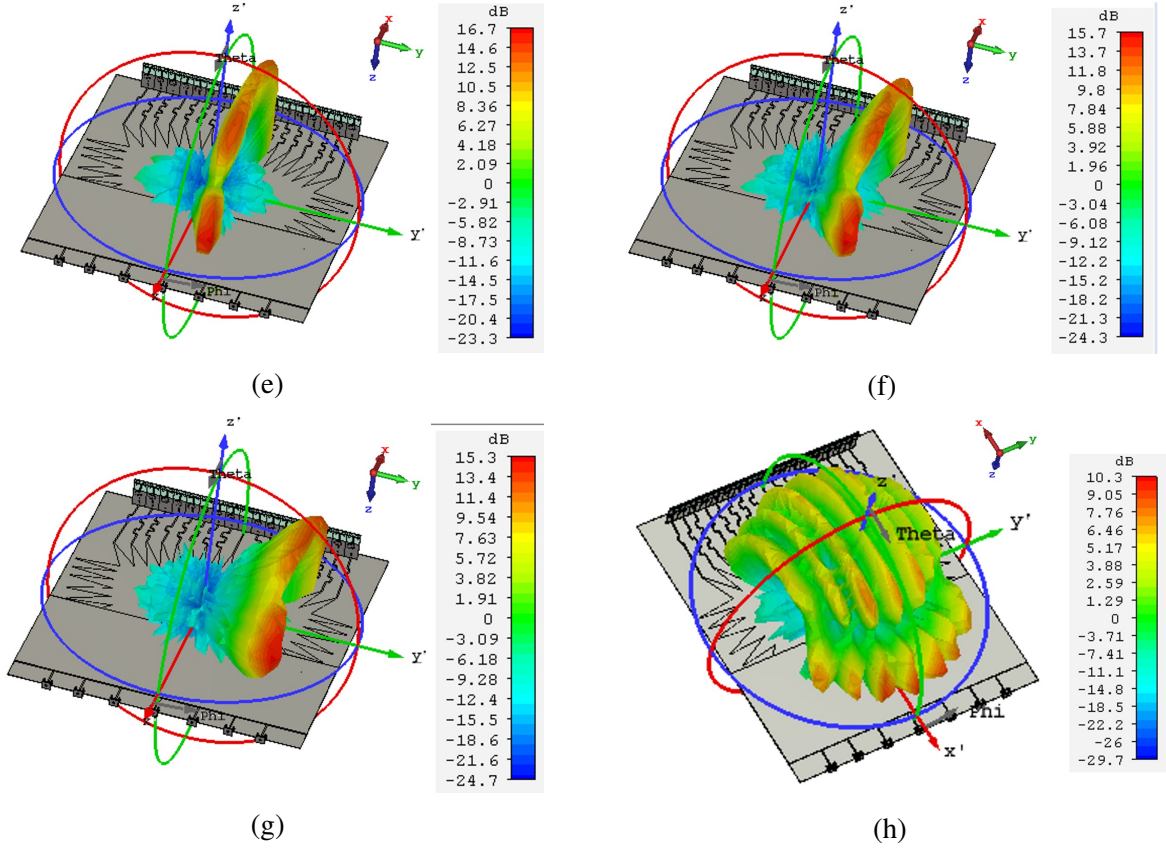 z'
Theta
x
y
z
y'
x
Phi
dB
16.7
14.6
12.5
10.5
8.36
6.27
4.18
2.09
0
-2.91
-5.82
-8.73
-11.6
-14.5
-17.5
-20.4
-23.3
(e)
z'
Theta
x
y
z
y'
x
Phi
dB
15.7
13.7
11.8
9.8
7.84
5.88
3.92
1.96
0
-3.04
-6.08
-9.12
-12.2
-15.2
-18.2
-21.3
-24.3
(f)
z'
Theta
x
y
z
y'
x
Phi
dB
15.3
13.4
11.4
9.54
7.63
5.72
3.82
1.91
0
-3.09
-6.18
-9.28
-12.4
-15.5
-18.6
-21.6
-24.7
(g)
z'
Theta
x
y
z
y'
x'
Phi
dB
10.3
9.05
7.76
6.46
5.17
3.88
2.59
1.29
0
-3.71
-7.41
-11.1
-14.8
-18.5
-22.2
-26
-29.7
(h)